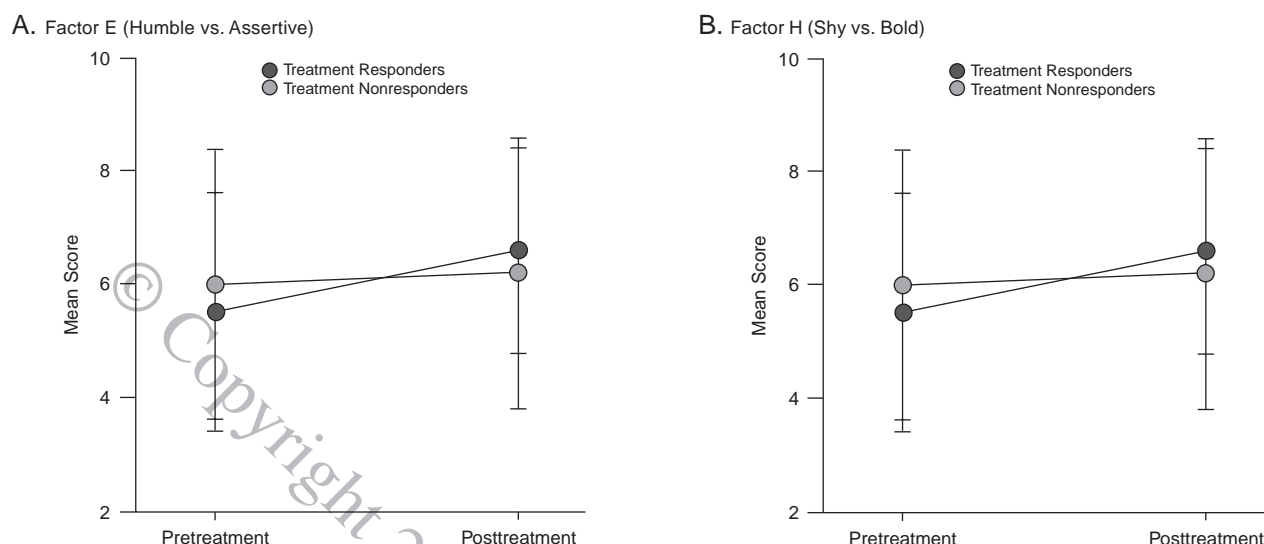 A. Factor E (Humble vs. Assertive)
10
8
6
4
2
Mean Score
Treatment Responders
Treatment Nonresponders
Pretreatment
Posttreatment
B. Factor H (Shy vs. Bold)
10
8
6
4
2
Mean Score
Treatment Responders
Treatment Nonresponders
Pretreatment
Posttreatment
© Copyright